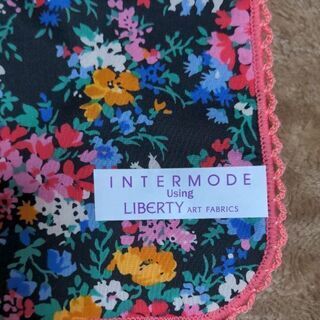 INTERMODE
Using
LIBERTY ART FABRICS